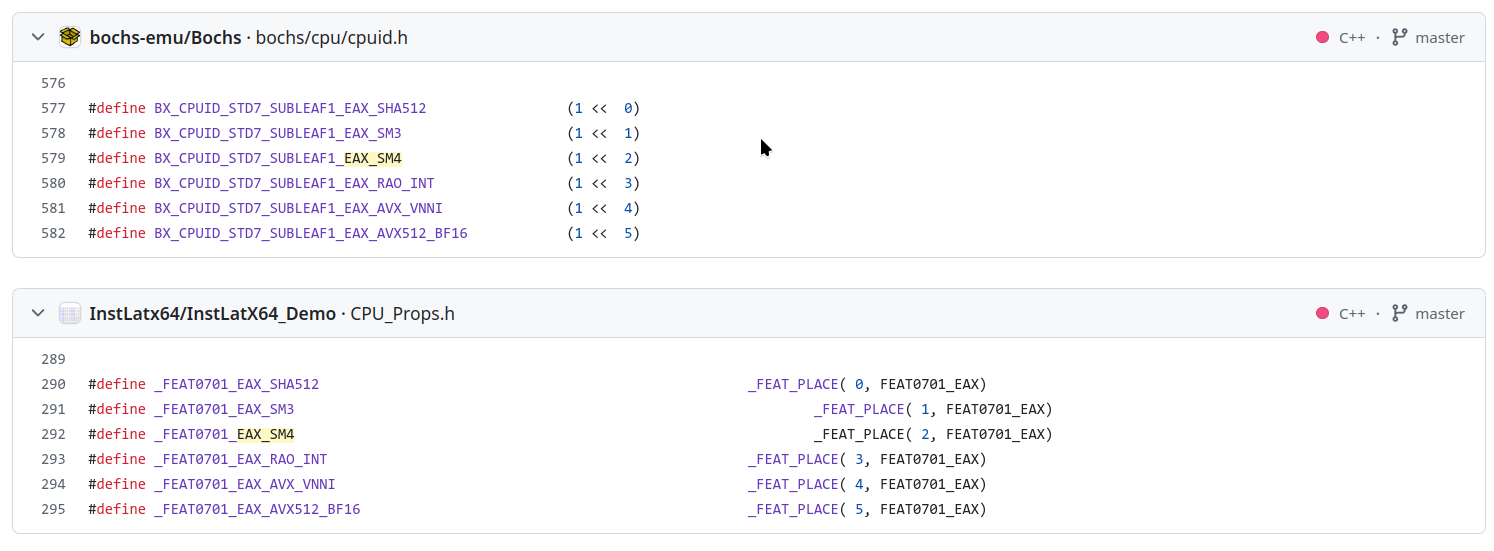 bochs-emu/Bochs · bochs/cpu/cpuid.h C++ · master
576
577 #define BX_CPUID_STD7_SUBLEAF1_EAX_SHA512 (1 << 0)
578 #define BX_CPUID_STD7_SUBLEAF1_EAX_SM3 (1 << 1)
579 #define BX_CPUID_STD7_SUBLEAF1_EAX_SM4 (1 << 2)
580 #define BX_CPUID_STD7_SUBLEAF1_EAX_RAO_INT (1 << 3)
581 #define BX_CPUID_STD7_SUBLEAF1_EAX_AVX_VNNI (1 << 4)
582 #define BX_CPUID_STD7_SUBLEAF1_EAX_AVX512_BF16 (1 << 5)
InstLatx64/InstLatX64_Demo · CPU_Props.h C++ · master
289
290 #define _FEAT0701_EAX_SHA512 _FEAT_PLACE( 0, FEAT0701_EAX)
291 #define _FEAT0701_EAX_SM3 _FEAT_PLACE( 1, FEAT0701_EAX)
292 #define _FEAT0701_EAX_SM4 _FEAT_PLACE( 2, FEAT0701_EAX)
293 #define _FEAT0701_EAX_RAO_INT _FEAT_PLACE( 3, FEAT0701_EAX)
294 #define _FEAT0701_EAX_AVX_VNNI _FEAT_PLACE( 4, FEAT0701_EAX)
295 #define _FEAT0701_EAX_AVX512_BF16 _FEAT_PLACE( 5, FEAT0701_EAX)